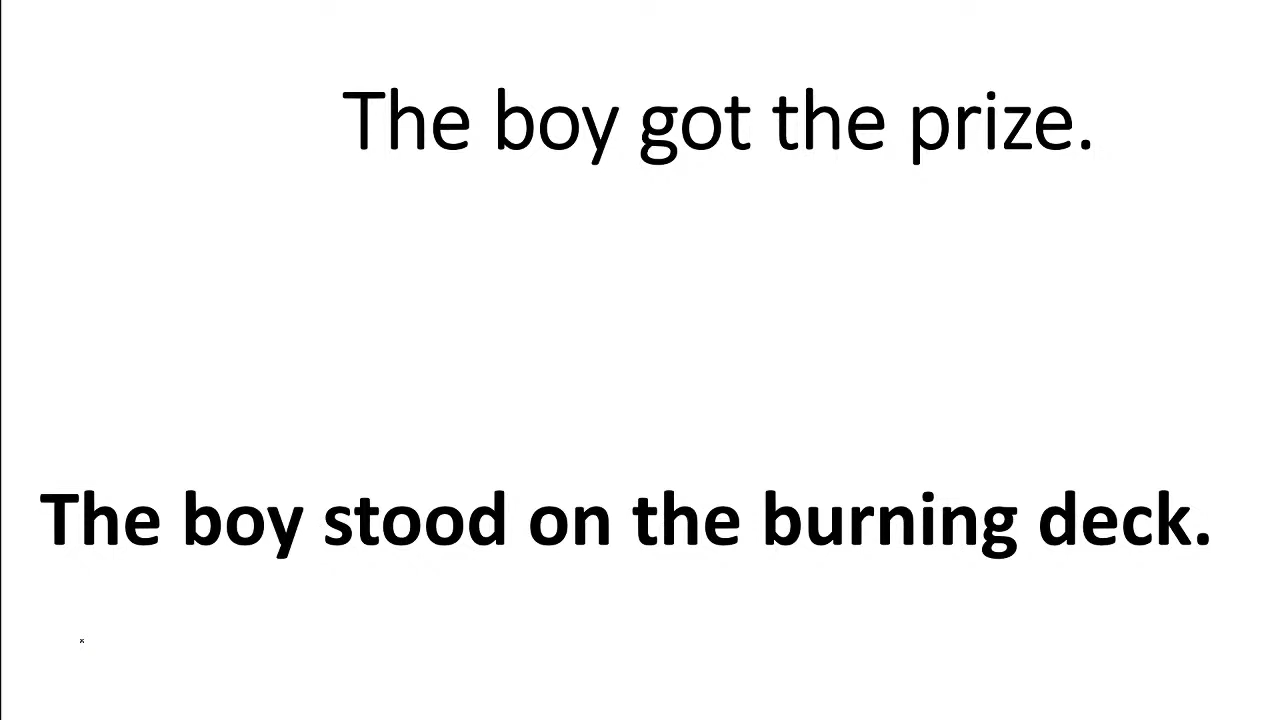 The boy got the prize.
The boy stood on the burning deck.